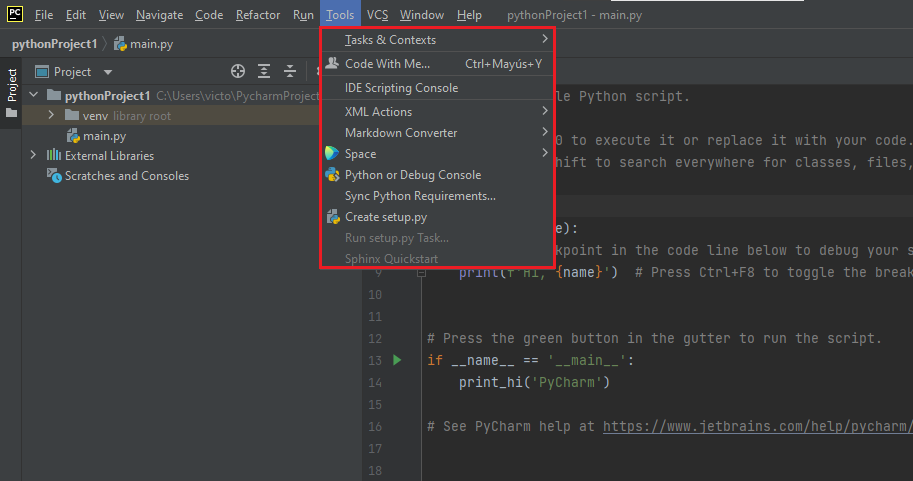 PC File Edit View Navigate Code Refactor Run Tools VCS Window Help pythonProject1 - main.py
pythonProject1 main.py
Project
Project
pythonProject1 C:\Users\victo\PycharmProject
venv library root
main.py
External Libraries
Scratches and Consoles
Tasks & Contexts
Code With Me... Ctrl+Mayús+Y
IDE Scripting Console
XML Actions
Markdown Converter
Space
Python or Debug Console
Sync Python Requirements...
Create setup.py
Run setup.py Task...
Sphinx Quickstart
Python script.
0 to execute it or replace it with your code.
to search everywhere for classes, files,
e):
in the code line below to debug your s
9 print(f'Hi, {name}') # Press Ctrl+F8 to toggle the break
10
11
12 # Press the green button in the gutter to run the script.
13 if __name__ == '__main__':
14 print_hi('PyCharm')
15
16 # See PyCharm help at https://www.jetbrains.com/help/pycharm/
17
18